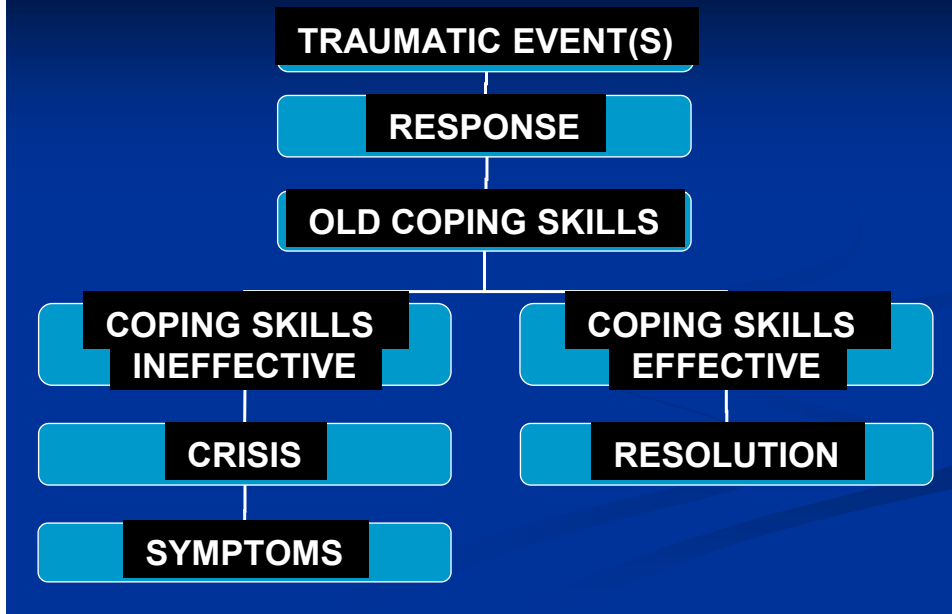 TRAUMATIC EVENT(S)
RESPONSE
OLD COPING SKILLS
COPING SKILLS
INEFFECTIVE
COPING SKILLS
EFFECTIVE
CRISIS
RESOLUTION
SYMPTOMS